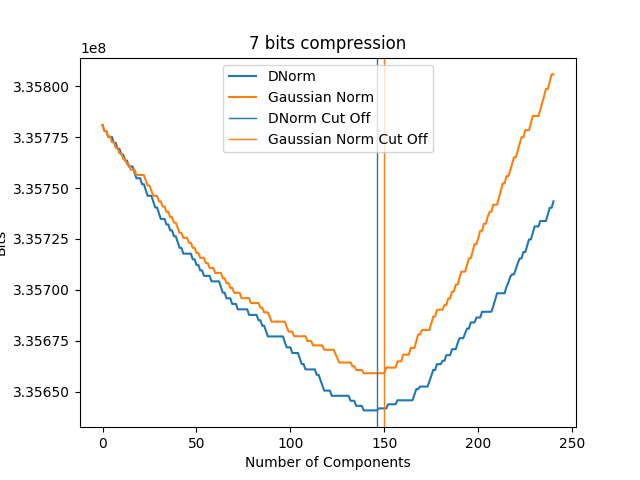 7 bits compression
1e8
3.35800
3.35775
3.35750
3.35725
3.35700
3.35675
3.35650
Bits
DNorm
Gaussian Norm
DNorm Cut Off
Gaussian Norm Cut Off
0 50 100 150 200 250
Number of Components